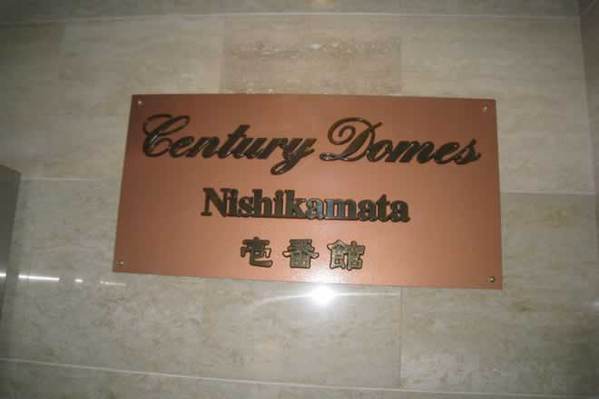 Century Domes
Nishikamata
壱番館